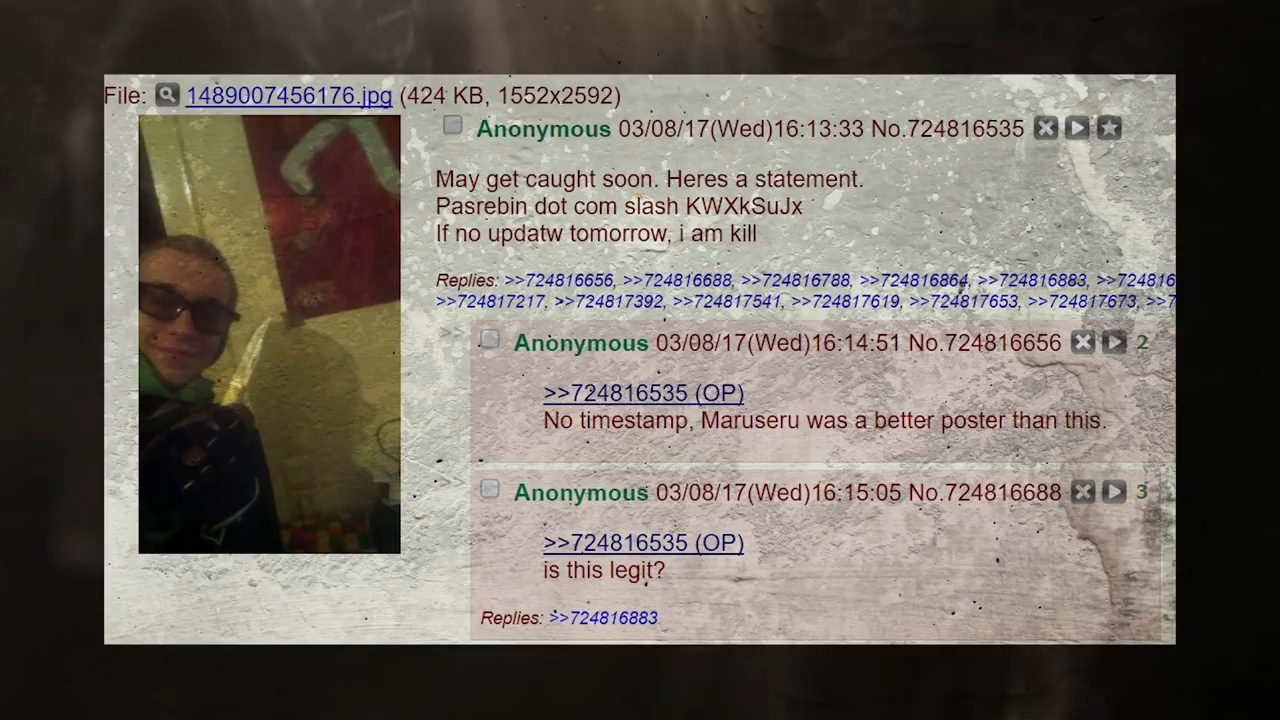 File: 1489007456176.jpg (424 KB, 1552x2592)
Anonymous 03/08/17(Wed)16:13:33 No.724816535
May get caught soon. Heres a statement.
Pasrebin dot com slash KWXkSuJx
If no updatw tomorrow, i am kill
Replies: >>724816656, >>724816688, >>724816788, >>724816864, >>724816883, >>724816
>>724817217, >>724817392, >>724817541, >>724817619, >>724817653, >>724817673, >>7
>> Anonymous 03/08/17(Wed)16:14:51 No.724816656 2
>>724816535 (OP)
No timestamp, Maruseru was a better poster than this.
>> Anonymous 03/08/17(Wed)16:15:05 No.724816688 3
>>724816535 (OP)
is this legit?
Replies: >>724816883